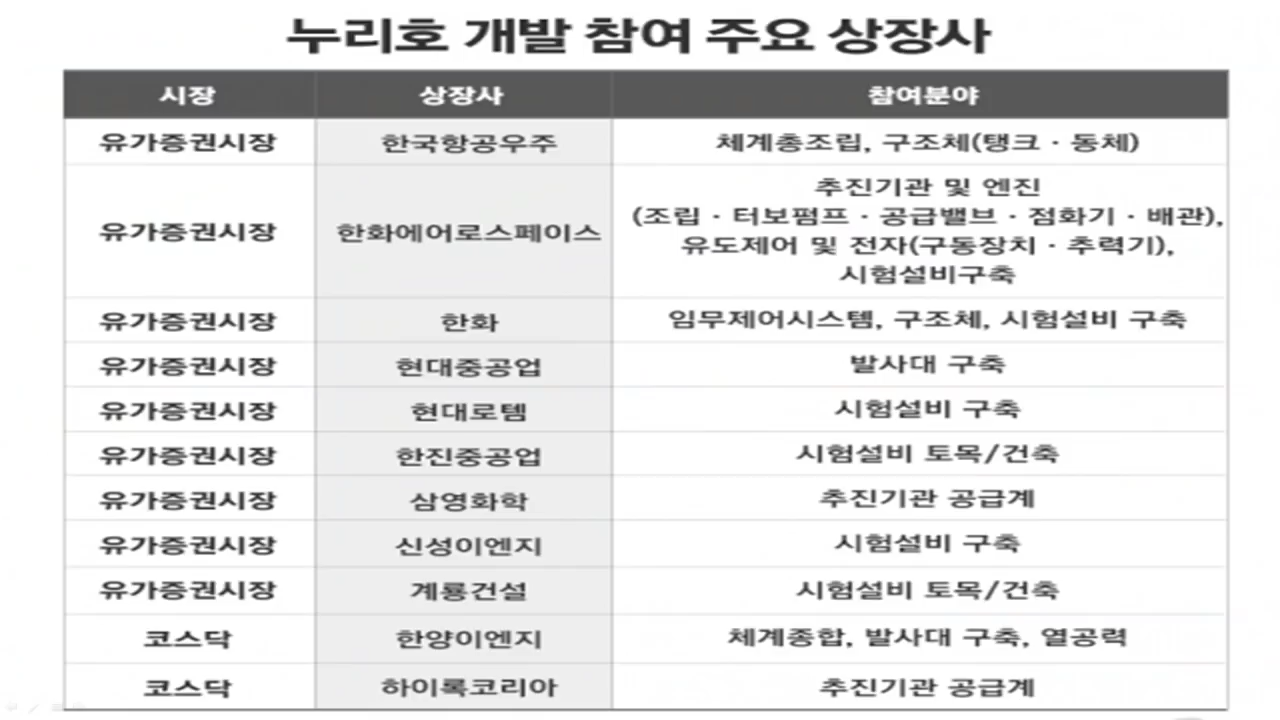 누리호 개발 참여 주요 상장사
시장 상장사 참여분야
유가증권시장 한국항공우주 체계총조립, 구조체(탱크 · 동체)
유가증권시장 한화에어로스페이스 추진기관 및 엔진
(조립 · 터보펌프 · 공급밸브 · 점화기 · 배관),
유도제어 및 전자(구동장치 · 추력기),
시험설비구축
유가증권시장 한화 임무제어시스템, 구조체, 시험설비 구축
유가증권시장 현대중공업 발사대 구축
유가증권시장 현대로템 시험설비 구축
유가증권시장 한진중공업 시험설비 토목/건축
유가증권시장 삼영화학 추진기관 공급계
유가증권시장 신성이엔지 시험설비 구축
유가증권시장 계룡건설 시험설비 토목/건축
코스닥 한양이엔지 체계종합, 발사대 구축, 열공력
코스닥 하이록코리아 추진기관 공급계